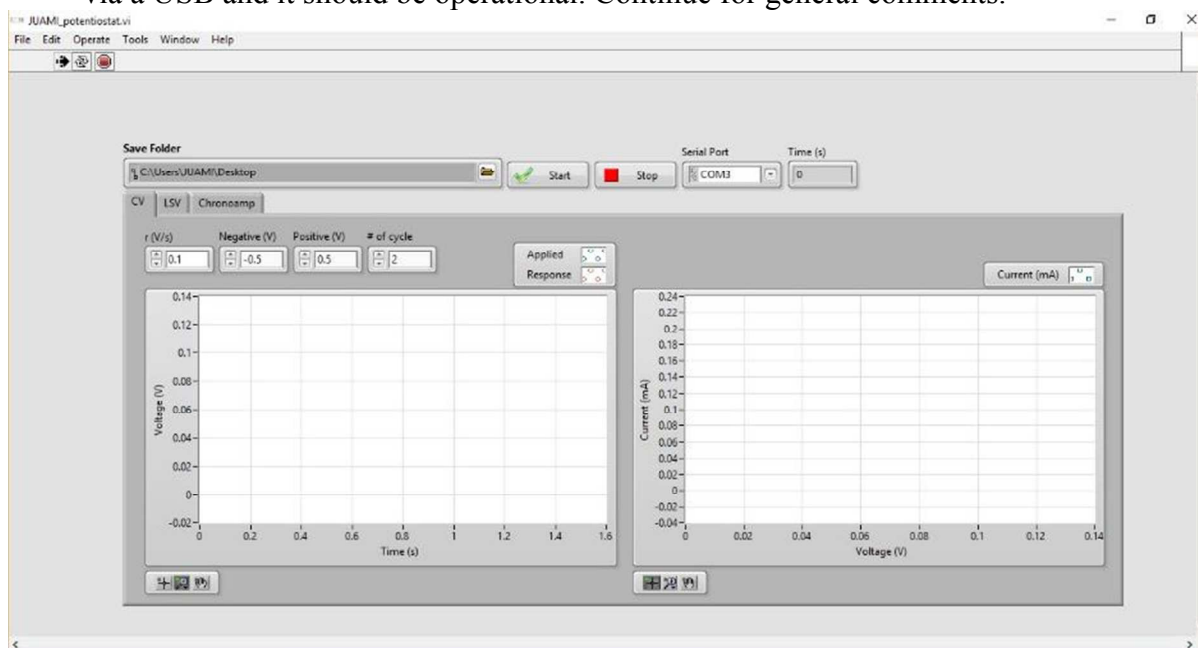 via a USB and it should be operational. Continue for general comments.
JUAMI_potentiostat.vi
File Edit Operate Tools Window Help
Save Folder
C:\Users\JUAMI\Desktop
Start
Stop
Serial Port
COM3
Time (s)
0
CV LSV Chronoamp
r (V/s) Negative (V) Positive (V) # of cycle
0.1 -0.5 0.5 2
Applied
Response
Voltage (V)
0.14
0.12
0.1
0.08
0.06
0.04
0.02
0
-0.02
0 0.2 0.4 0.6 0.8 1 1.2 1.4 1.6
Time (s)
Current (mA)
Current (mA)
0.24
0.22
0.2
0.18
0.16
0.14
0.12
0.1
0.08
0.06
0.04
0.02
0
-0.02
-0.04
0 0.02 0.04 0.06 0.08 0.1 0.12 0.14
Voltage (V)